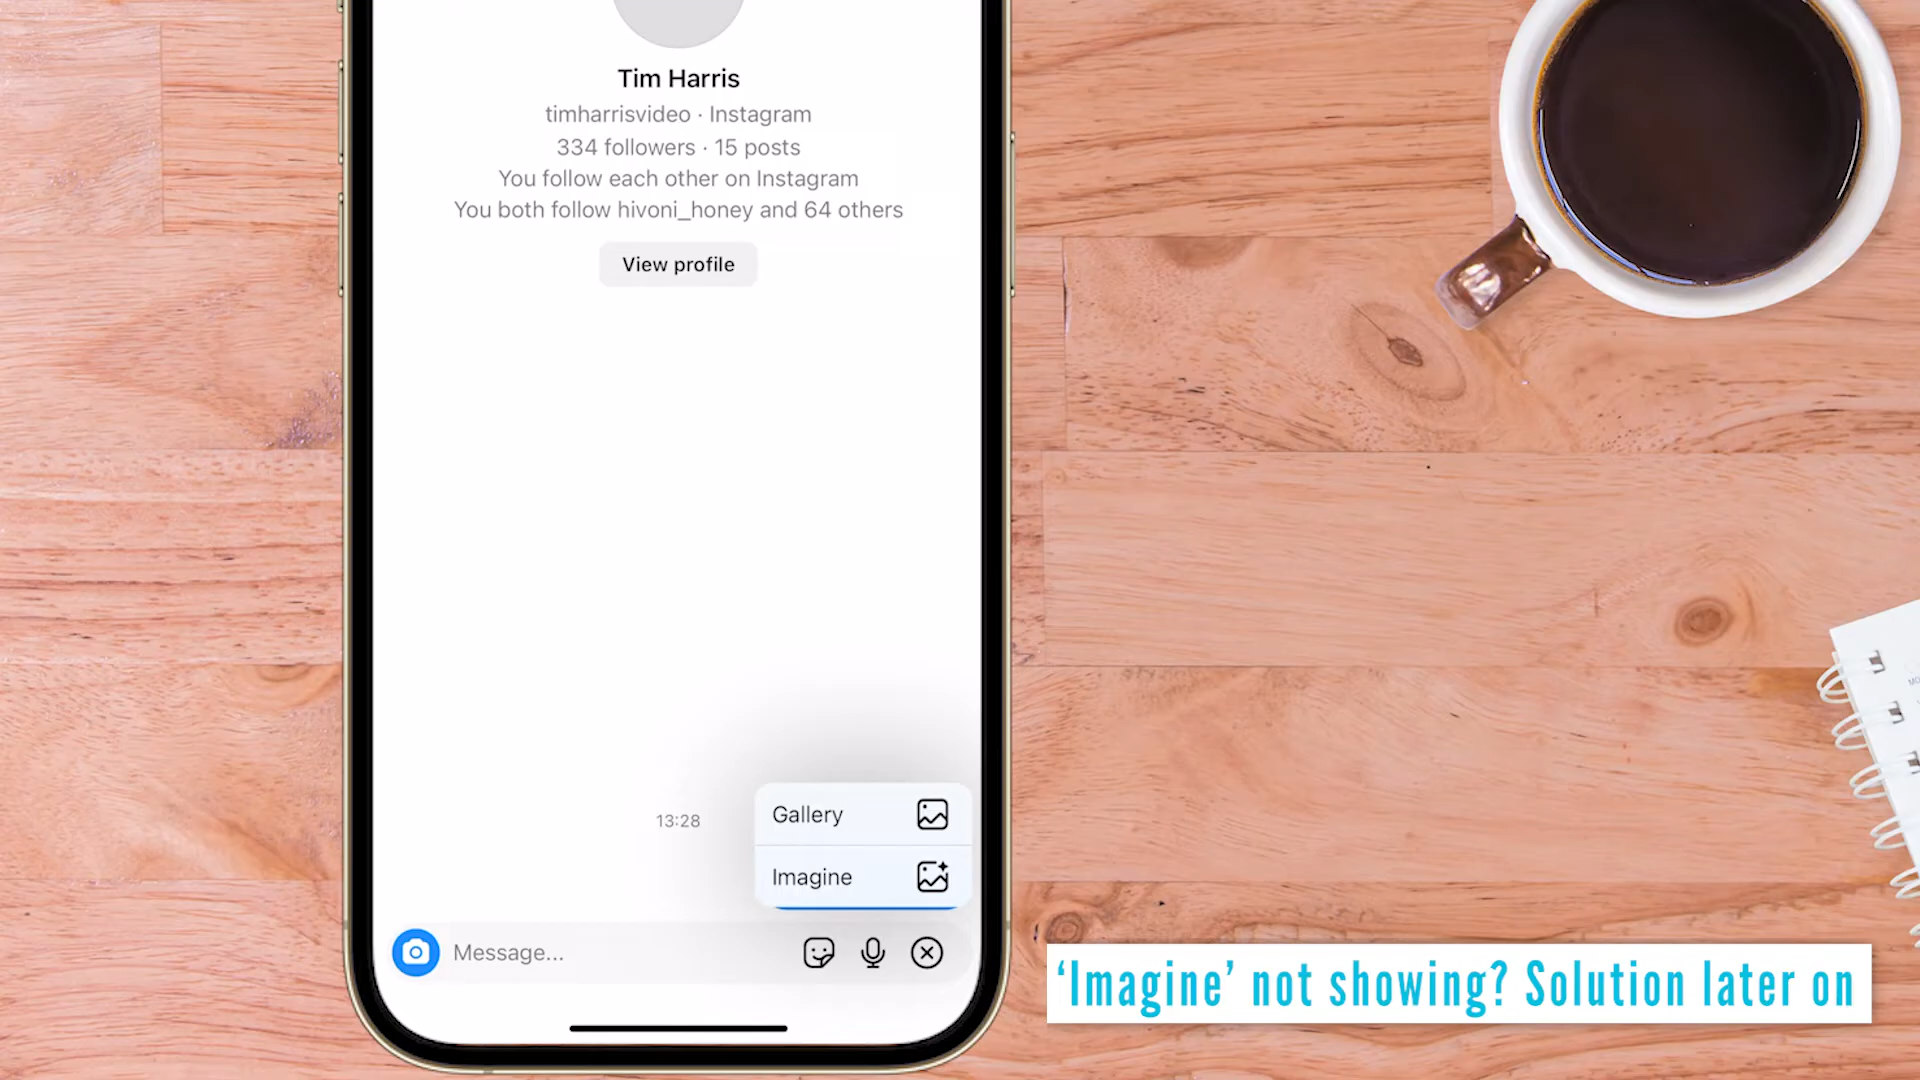 Tim Harris
timharrisvideo · Instagram
334 followers · 15 posts
You follow each other on Instagram
You both follow hivoni_honey and 64 others
View profile
13:28
Gallery
Imagine
Message...
‘Imagine’ not showing? Solution later on